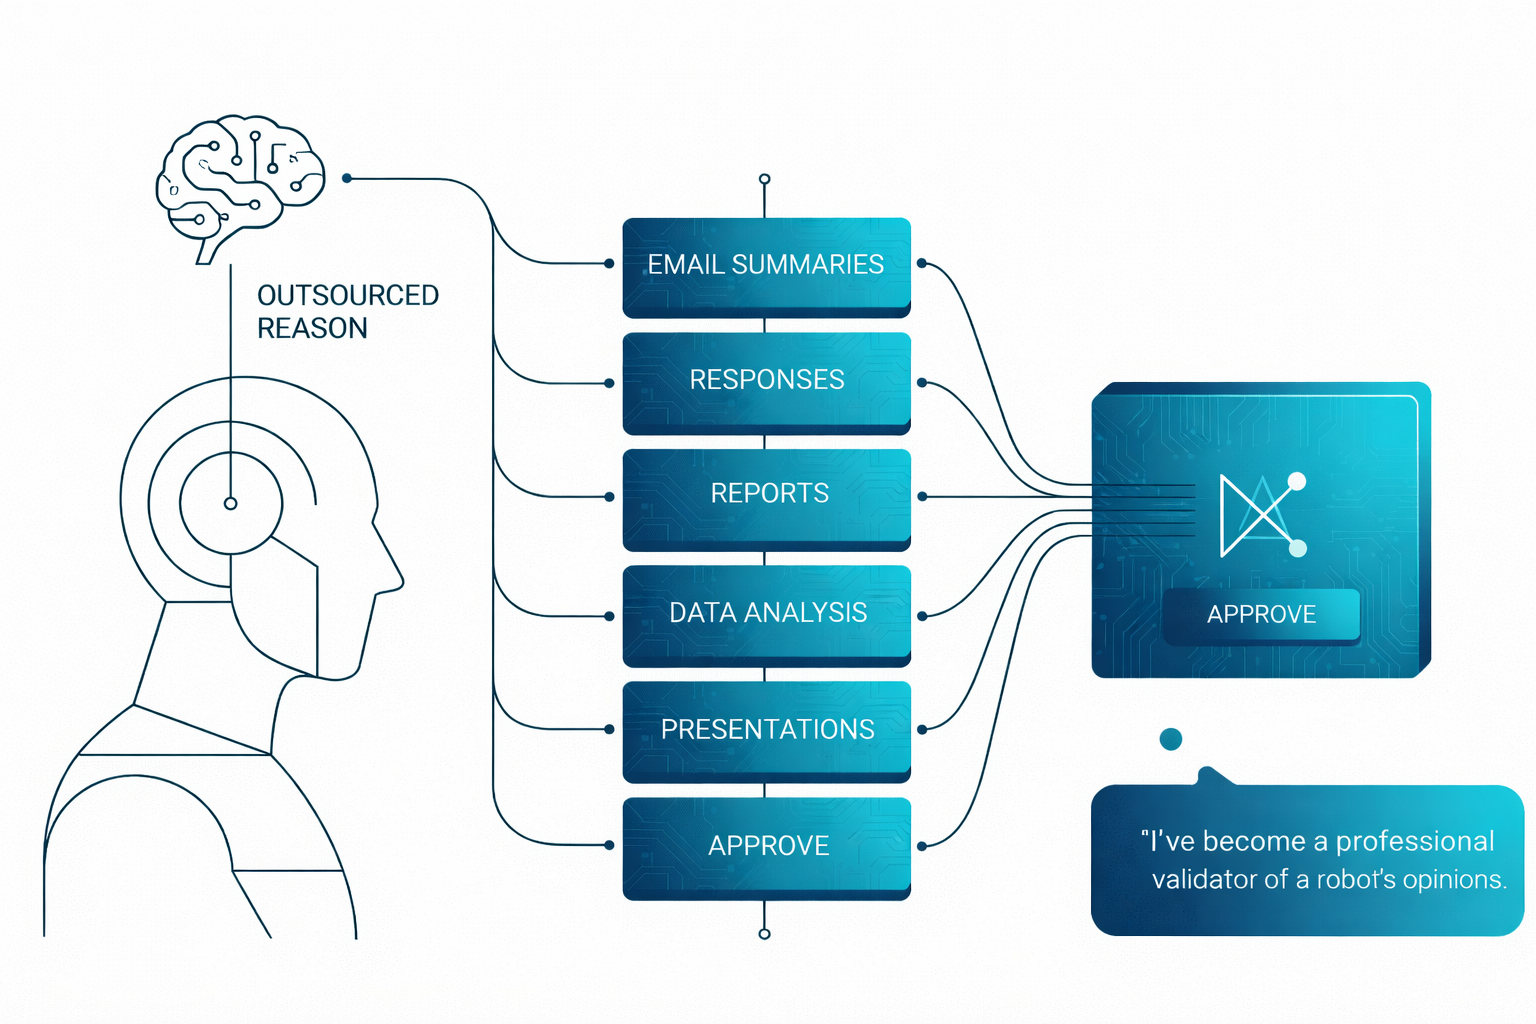 OUTSOURCED
REASON
EMAIL SUMMARIES
RESPONSES
REPORTS
DATA ANALYSIS
PRESENTATIONS
APPROVE
APPROVE
"I've become a professional
validator of a robot's opinions.